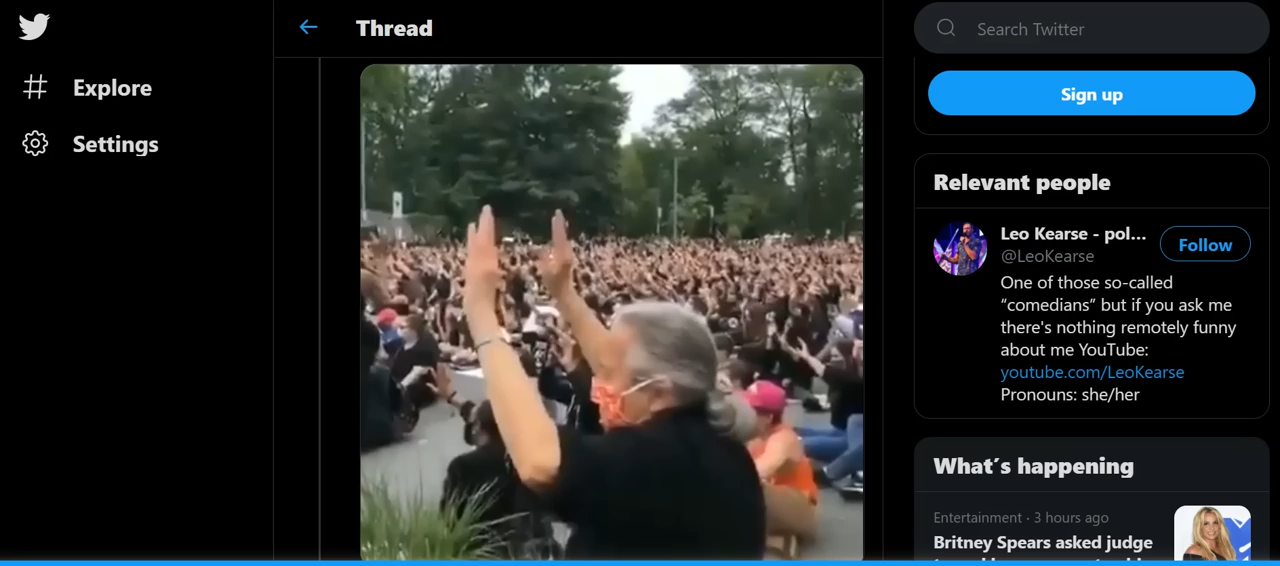 Explore
Settings
Thread
Search Twitter
Sign up
Relevant people
Leo Kearse - pol...
Follow
@LeoKearse
One of those so-called
“comedians” but if you ask me
there's nothing remotely funny
about me YouTube:
youtube.com/LeoKearse
Pronouns: she/her
What’s happening
Entertainment · 3 hours ago
Britney Spears asked judge